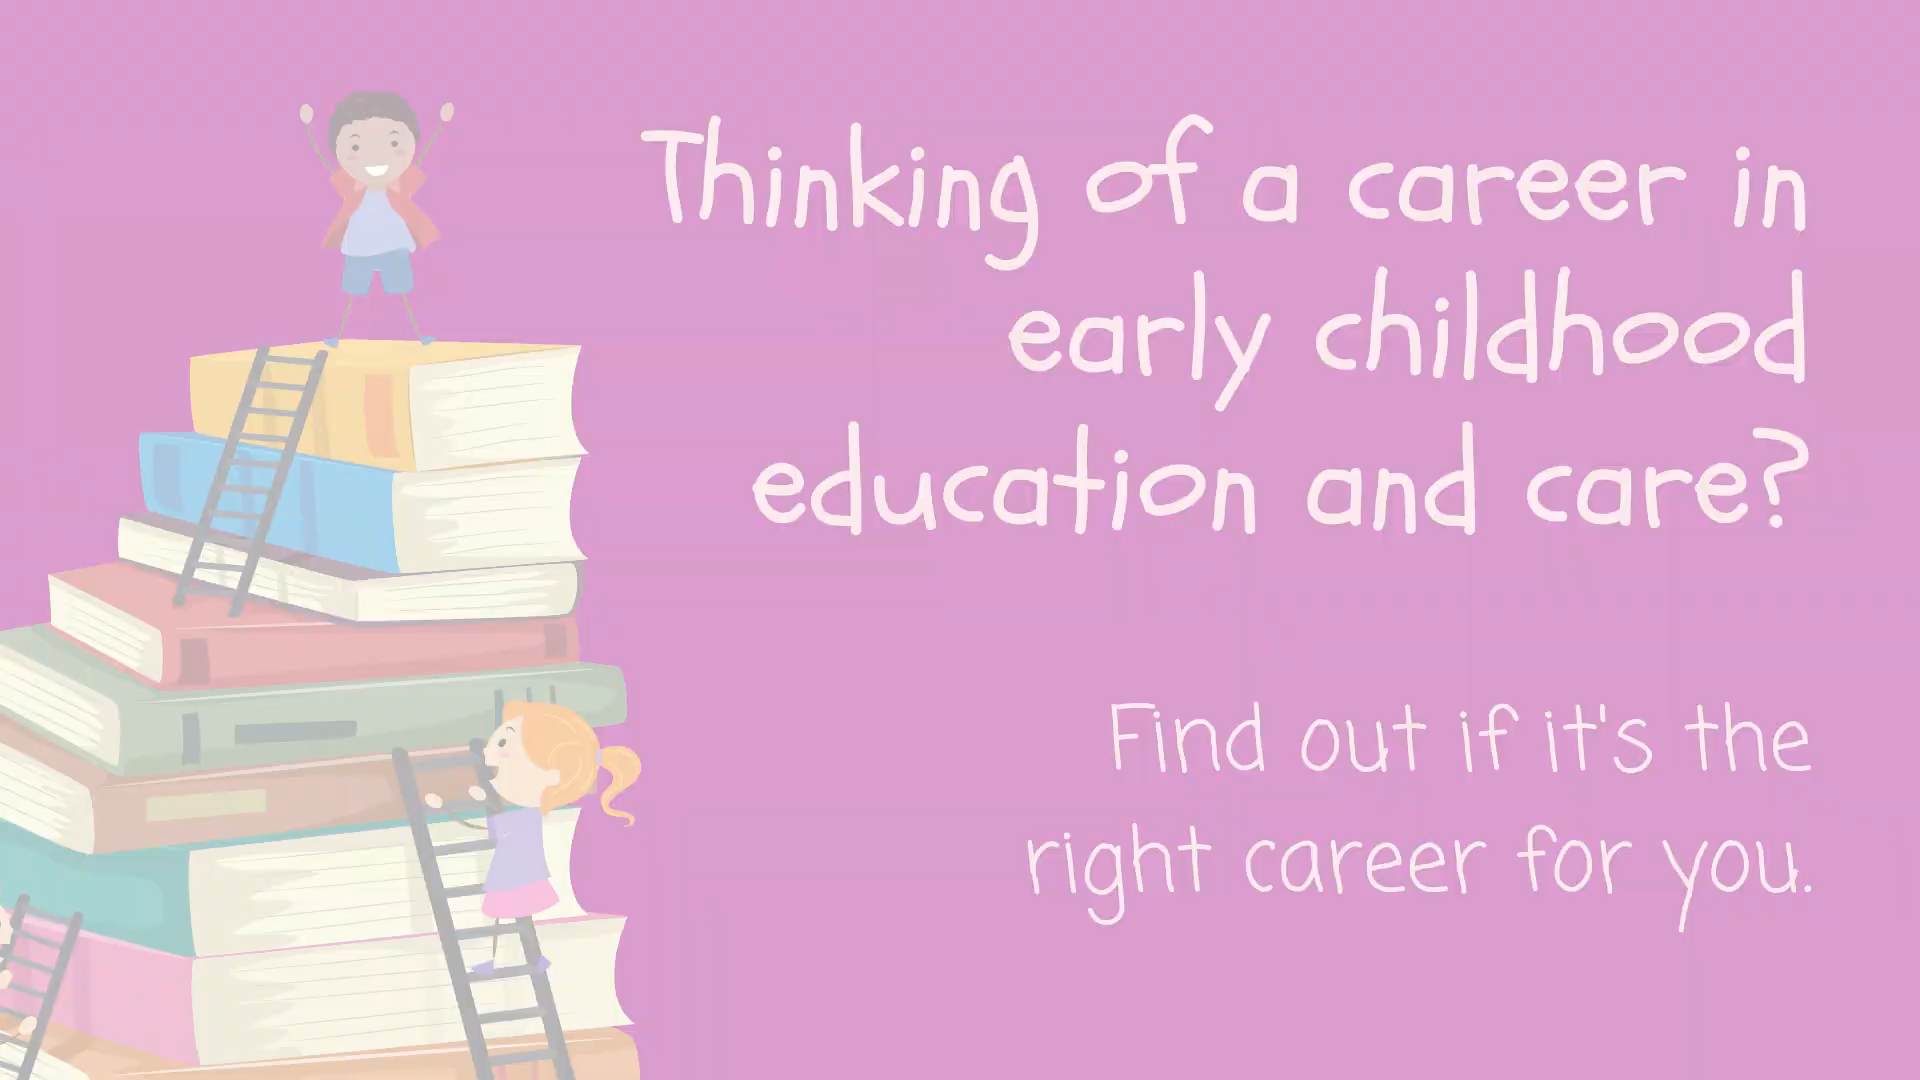 Thinking of a career in
early childhood
education and care?
Find out if it's the
right career for you.